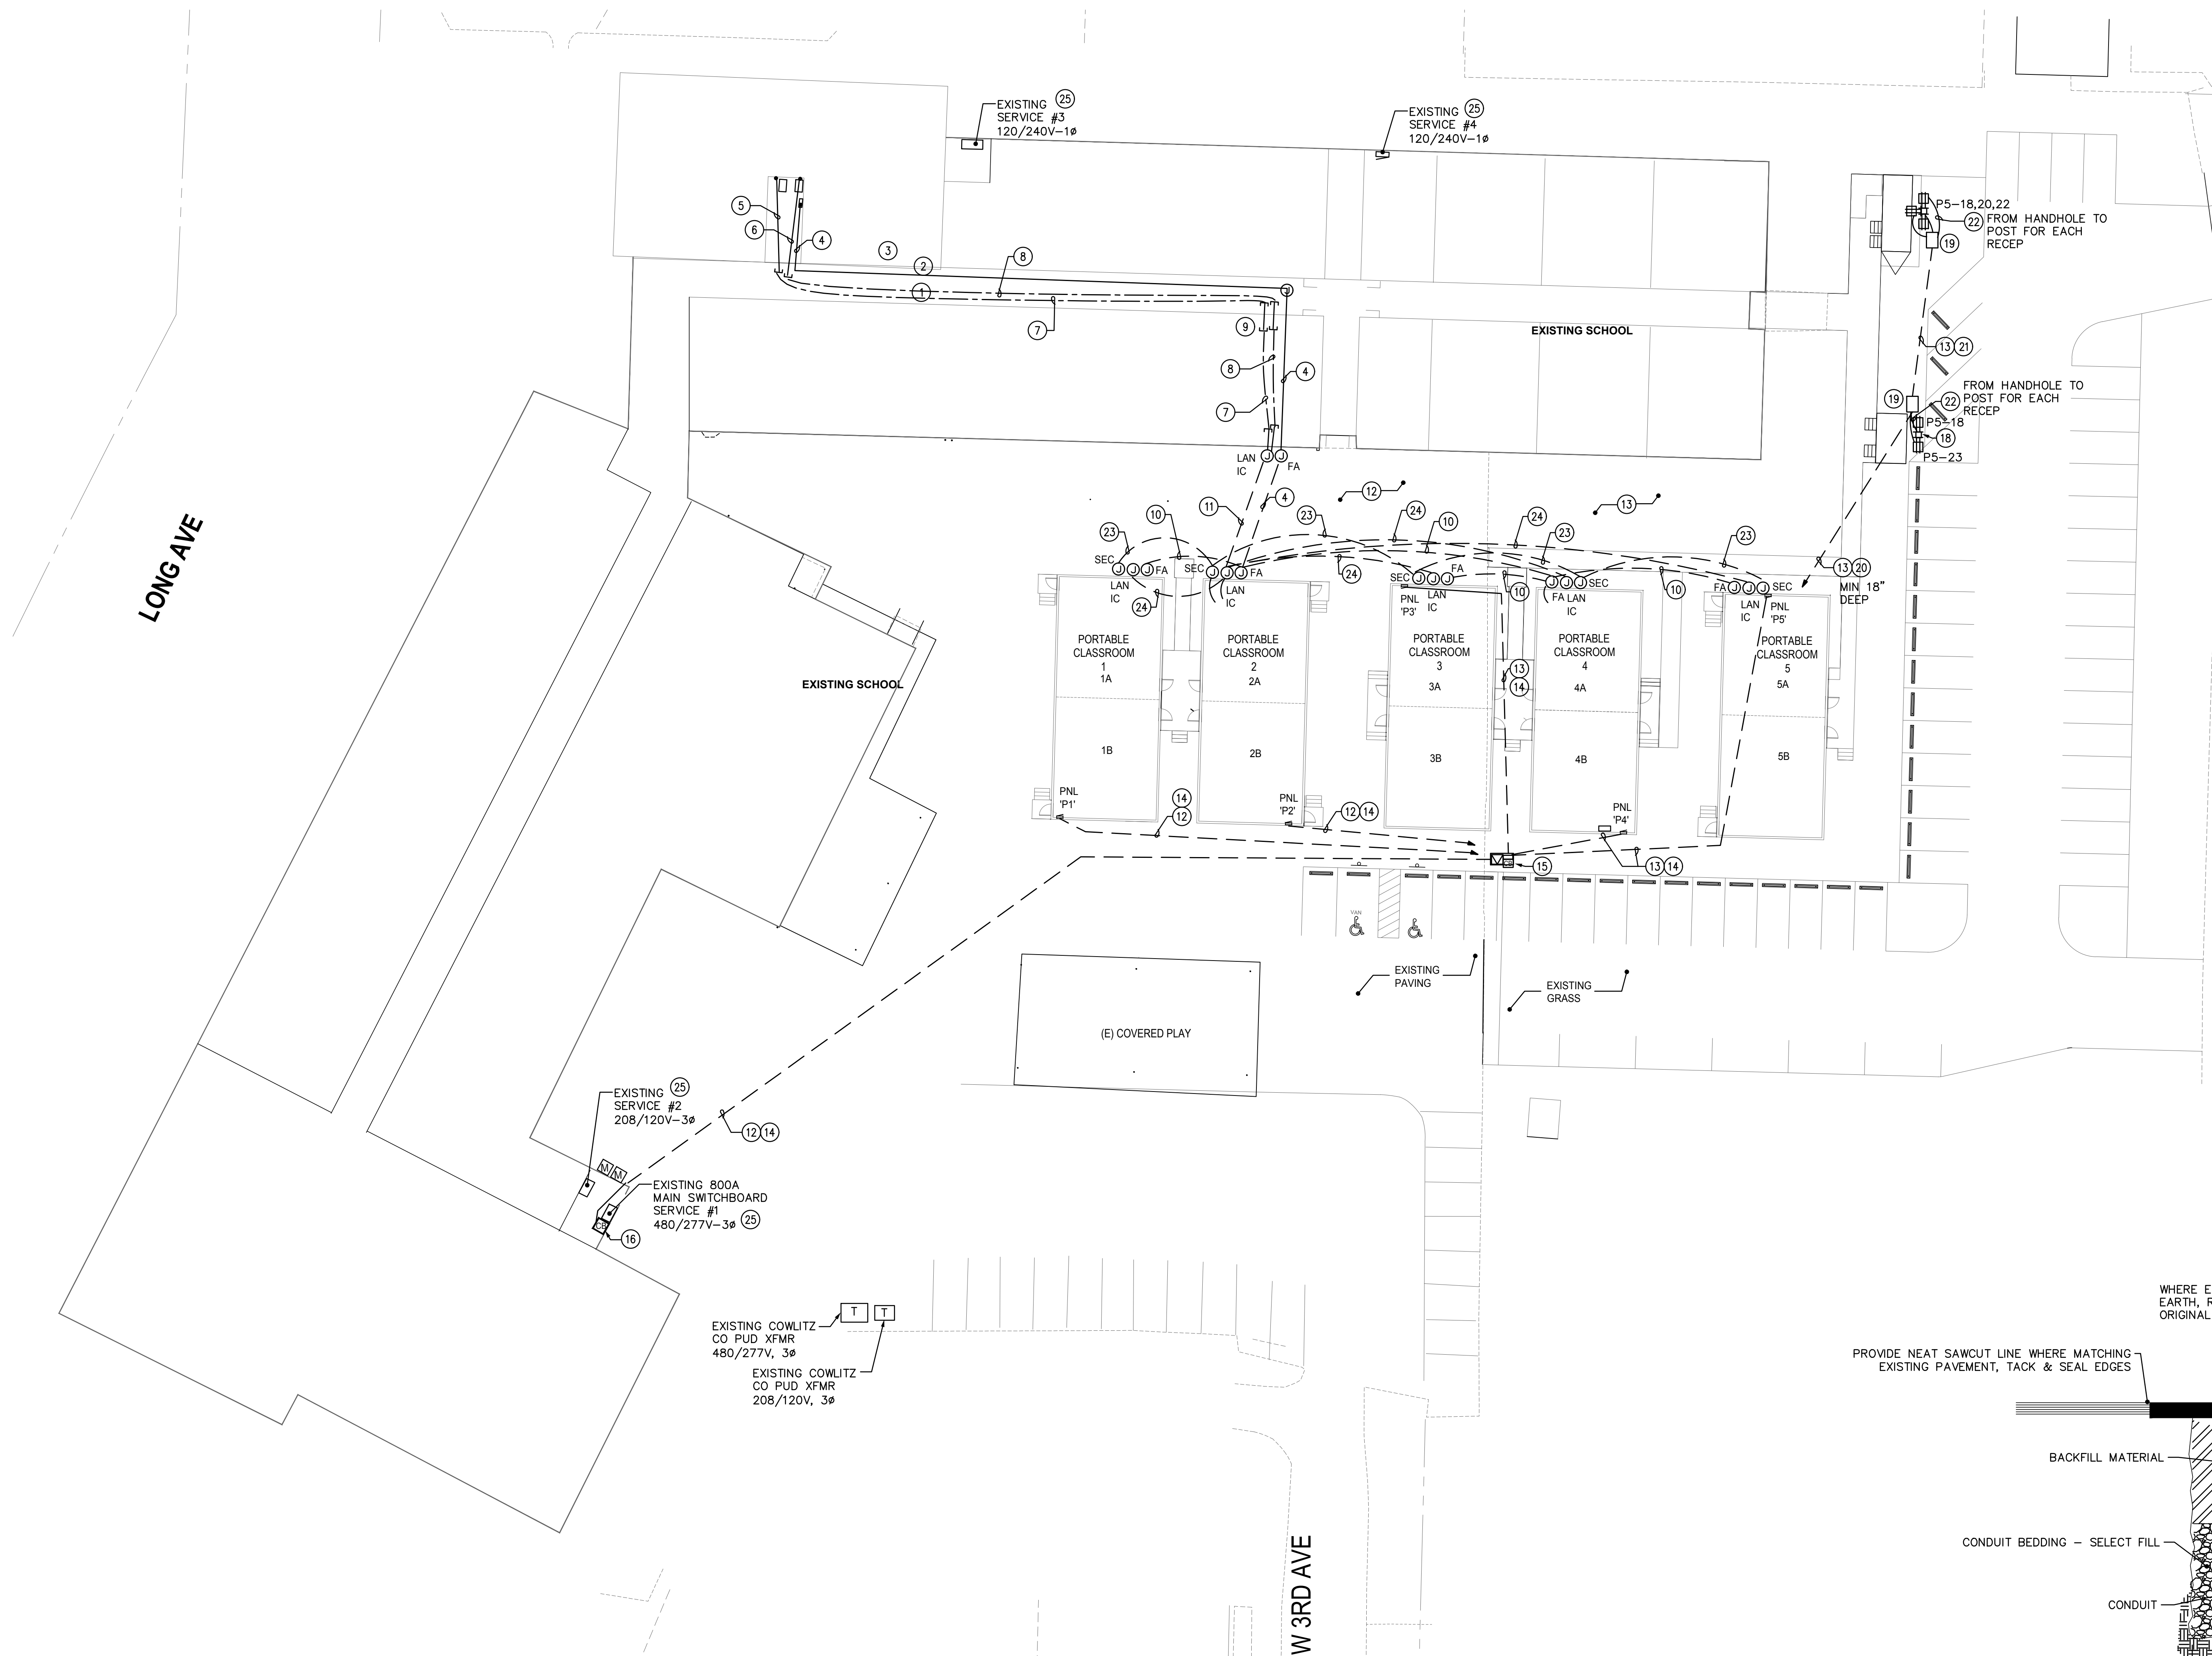 EXISTING 25
SERVICE #3
120/240V-1ø
EXISTING 25
SERVICE #4
120/240V-1ø
5
6
4
3
2
1
8
7
9
8
4
7
EXISTING SCHOOL
P5-18,20,22
22 FROM HANDHOLE TO
POST FOR EACH
RECEP
19
13 21
FROM HANDHOLE TO
22 POST FOR EACH
RECEP
19
P5-18
18
P5-23
LAN
IC
J J
FA
12
13
11
4
10
23
23
24
10
24
23
23
24
24
10
10
13 20
MIN 18"
DEEP
SEC J J J FA
LAN
IC
SEC J J J FA
LAN
IC
SEC J J J FA
LAN
IC
J J J SEC
FA LAN
IC
FA J J J SEC
LAN
IC
PNL
'P3'
PNL
'P5'
LONG AVE
EXISTING SCHOOL
PORTABLE
CLASSROOM
1
1A
1B
PORTABLE
CLASSROOM
2
2A
2B
PORTABLE
CLASSROOM
3
3A
3B
PORTABLE
CLASSROOM
4
4A
4B
PORTABLE
CLASSROOM
5
5A
5B
13
14
PNL
'P1'
14
12
PNL
'P2'
12 14
PNL
'P4'
15
13 14
VAN
EXISTING
PAVING
EXISTING
GRASS
(E) COVERED PLAY
EXISTING 25
SERVICE #2
208/120V-3ø
12 14
M M
EXISTING 800A
MAIN SWITCHBOARD
SERVICE #1
480/277V-3ø 25
CB
16
T T
EXISTING COWLITZ
CO PUD XFMR
480/277V, 3ø
EXISTING COWLITZ
CO PUD XFMR
208/120V, 3ø
W 3RD AVE
WHERE E
EARTH, R
ORIGINAL
PROVIDE NEAT SAWCUT LINE WHERE MATCHING
EXISTING PAVEMENT, TACK & SEAL EDGES
BACKFILL MATERIAL
CONDUIT BEDDING - SELECT FILL
CONDUIT